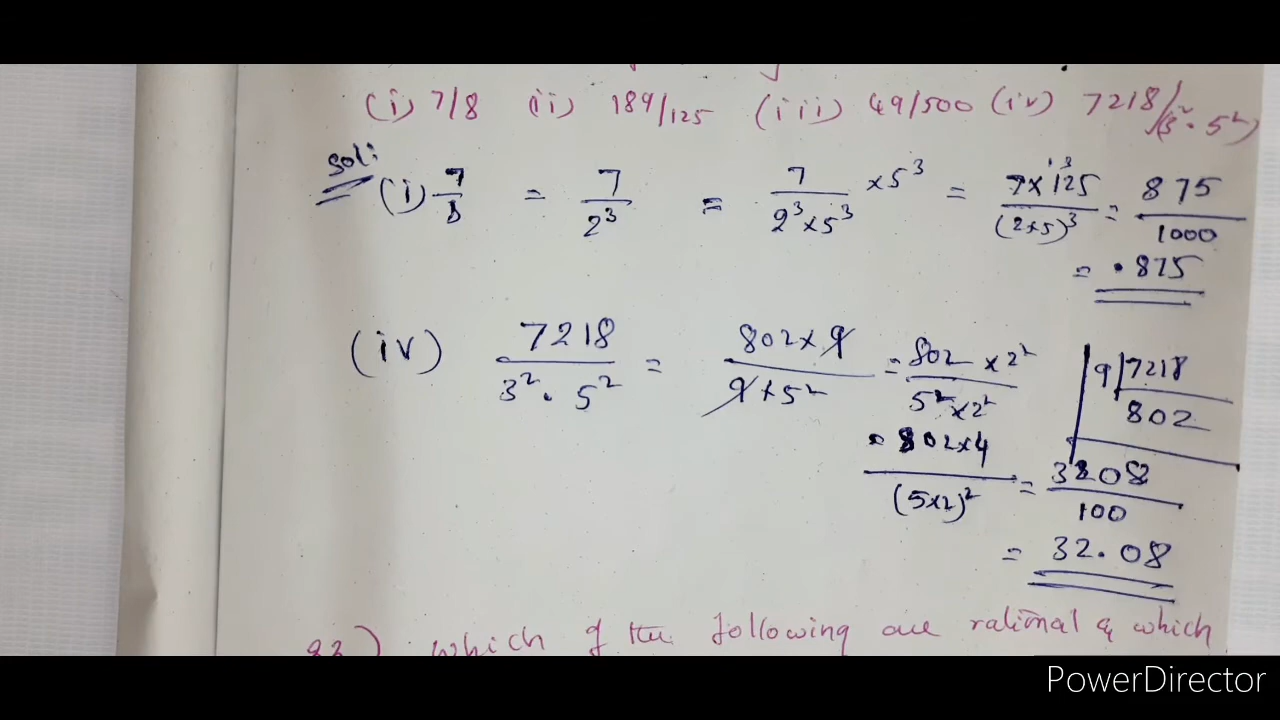 (i) 7/8 (ii) 189/125 (iii) 49/500 (iv) 7218/(3²·5²)
Sol: (i) 7/8 = 7/2³ = 7/2³×5³ ×5³ = 7×125/(2×5)³ = 875/1000
= .875
(iv) 7218/3²·5² = 802×9/9×5² = 802×2²/5²×2²
9 7218
802
802×4/(5×2)² = 3208/100
= 32.08
which of the following are rational & which
PowerDirector